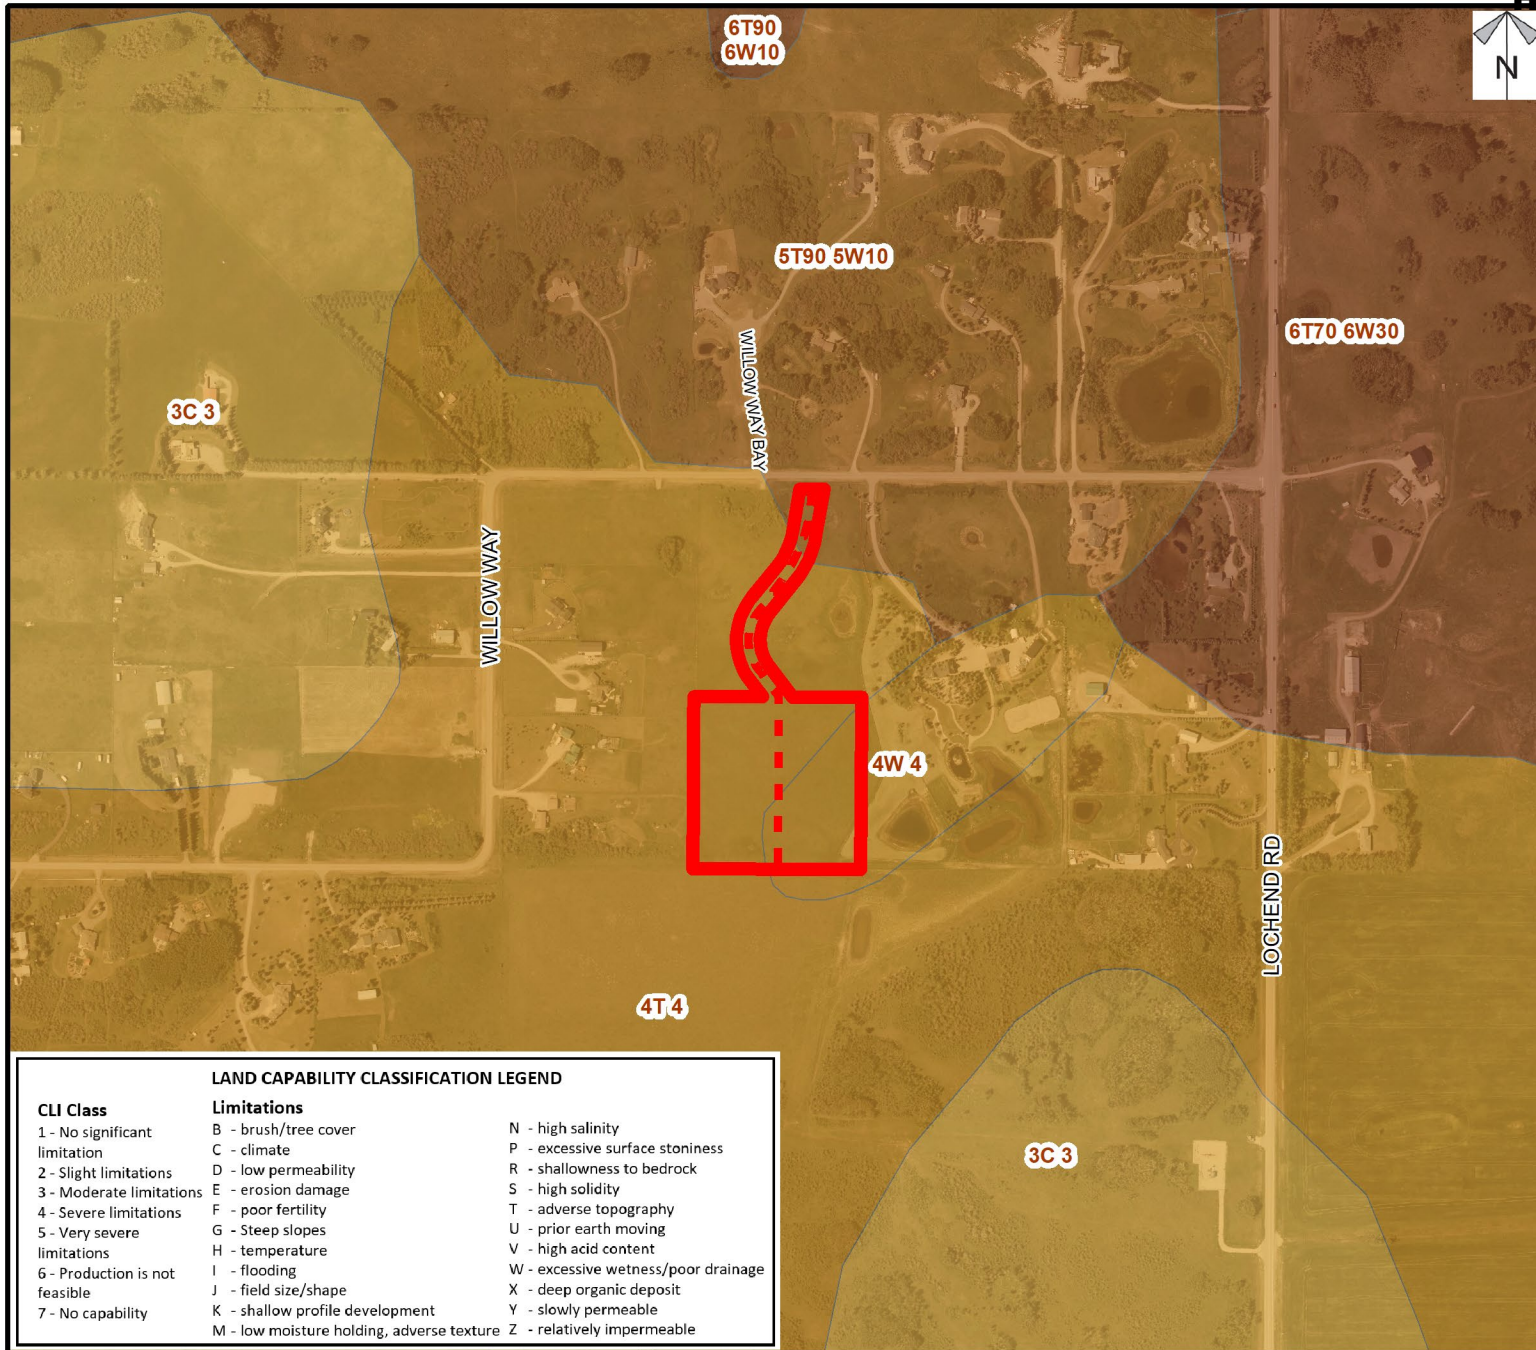 6T90
6W10
N
5T90 5W10
6T70 6W30
WILLOW WAY BAY
3C 3
WILLOW WAY
4W 4
LOCHEND RD
4T 4
3C 3
LAND CAPABILITY CLASSIFICATION LEGEND
CLI Class
1 - No significant
limitation
2 - Slight limitations
3 - Moderate limitations
4 - Severe limitations
5 - Very severe
limitations
6 - Production is not
feasible
7 - No capability
Limitations
B - brush/tree cover
C - climate
D - low permeability
E - erosion damage
F - poor fertility
G - Steep slopes
H - temperature
I - flooding
J - field size/shape
K - shallow profile development
M - low moisture holding, adverse texture
N - high salinity
P - excessive surface stoniness
R - shallowness to bedrock
S - high solidity
T - adverse topography
U - prior earth moving
V - high acid content
W - excessive wetness/poor drainage
X - deep organic deposit
Y - slowly permeable
Z - relatively impermeable